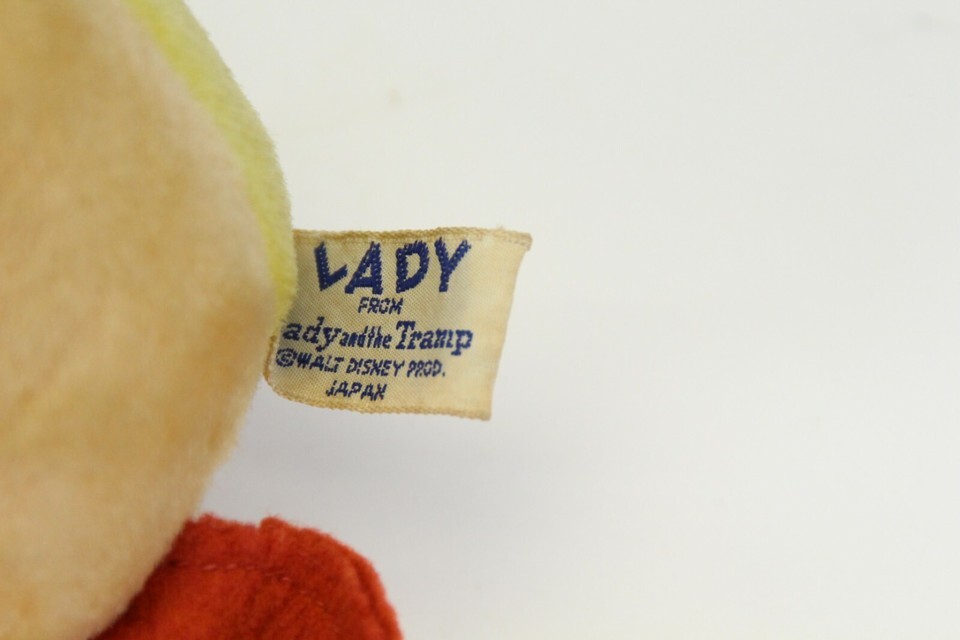 LADY
FROM
ady and the Tramp
©WALT DISNEY PROD.
JAPAN